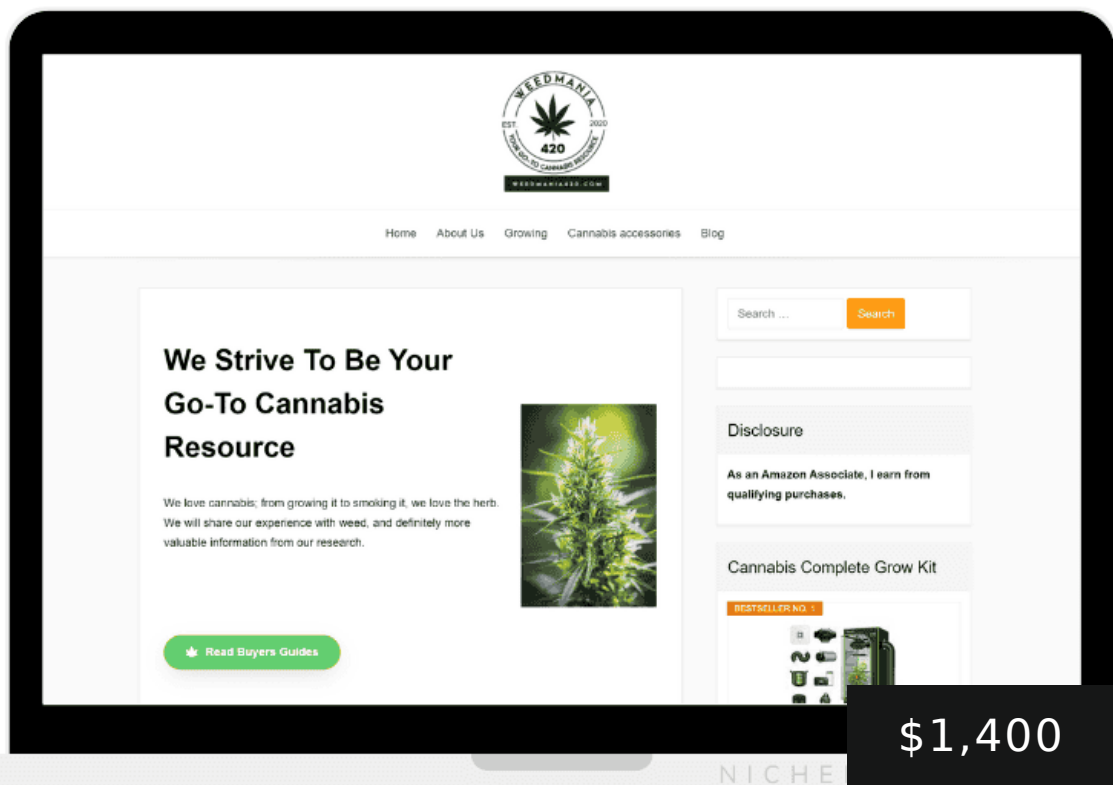 WEEDMANIA
EST.
2020
420
YOUR GO-TO CANNABIS RESOURCE
WEEDMANIA420.COM
Home About Us Growing Cannabis accessories Blog
Search ...
Search
We Strive To Be Your
Go-To Cannabis
Resource
We love cannabis; from growing it to smoking it, we love the herb.
We will share our experience with weed, and definitely more
valuable information from our research.
Read Buyers Guides
Disclosure
As an Amazon Associate, I earn from
qualifying purchases.
Cannabis Complete Grow Kit
BESTSELLER NO. 1
$1,400
NICHE